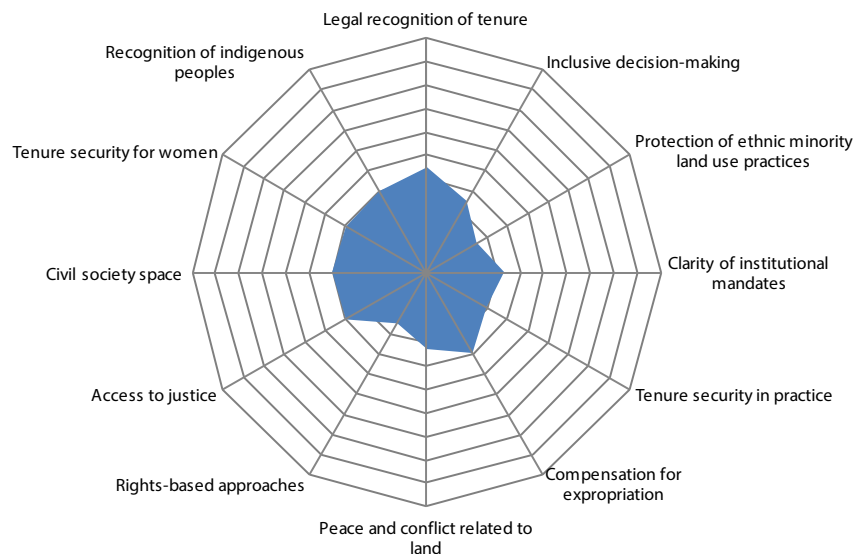 Legal recognition of tenure
Inclusive decision-making
Protection of ethnic minority
land use practices
Clarity of institutional
mandates
Tenure security in practice
Compensation for
expropriation
Peace and conflict related to
land
Rights-based approaches
Access to justice
Civil society space
Tenure security for women
Recognition of indigenous
peoples